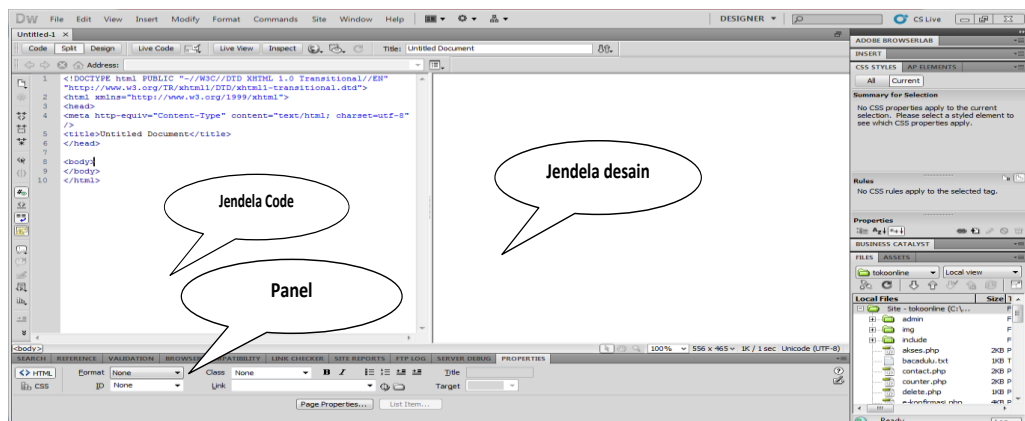 DW File Edit View Insert Modify Format Commands Site Window Help DESIGNER CS Live
Untitled-1
Code Split Design Live Code Live View Inspect Title: Untitled Document
Address:
1 <!DOCTYPE html PUBLIC "-//W3C//DTD XHTML 1.0 Transitional//EN"
"http://www.w3.org/TR/xhtml1/DTD/xhtml1-transitional.dtd">
2 <html xmlns="http://www.w3.org/1999/xhtml">
3 <head>
4 <meta http-equiv="Content-Type" content="text/html; charset=utf-8"
/>
5 <title>Untitled Document</title>
6 </head>
7
8 <body>
9 </body>
10 </html>
Jendela Code
Jendela desain
Panel
<body>
100% 556 x 465 1K / 1 sec Unicode (UTF-8)
SEARCH REFERENCE VALIDATION LINK CHECKER SITE REPORTS FTP LOG SERVER DEBUG PROPERTIES
<> HTML Format None Class None B I Title
CSS ID None Link Target
Page Properties... List Item...
ADOBE BROWSERLAB
INSERT
CSS STYLES AP ELEMENTS
All Current
Summary for Selection
No CSS properties apply to the current
selection. Please select a styled element to
see which CSS properties apply.
Rules
No CSS rules apply to the selected tag.
Properties
BUSINESS CATALYST
FILES ASSETS
tokoonline Local view
Local Files Size
Site - tokoonline (C:\...
admin
img
include
akses.php 2KB P
bacadulu.txt 1KB T
contact.php 2KB P
counter.php 2KB P
delete.php 1KB P
e-konfirmasi.php 4KB P
Ready